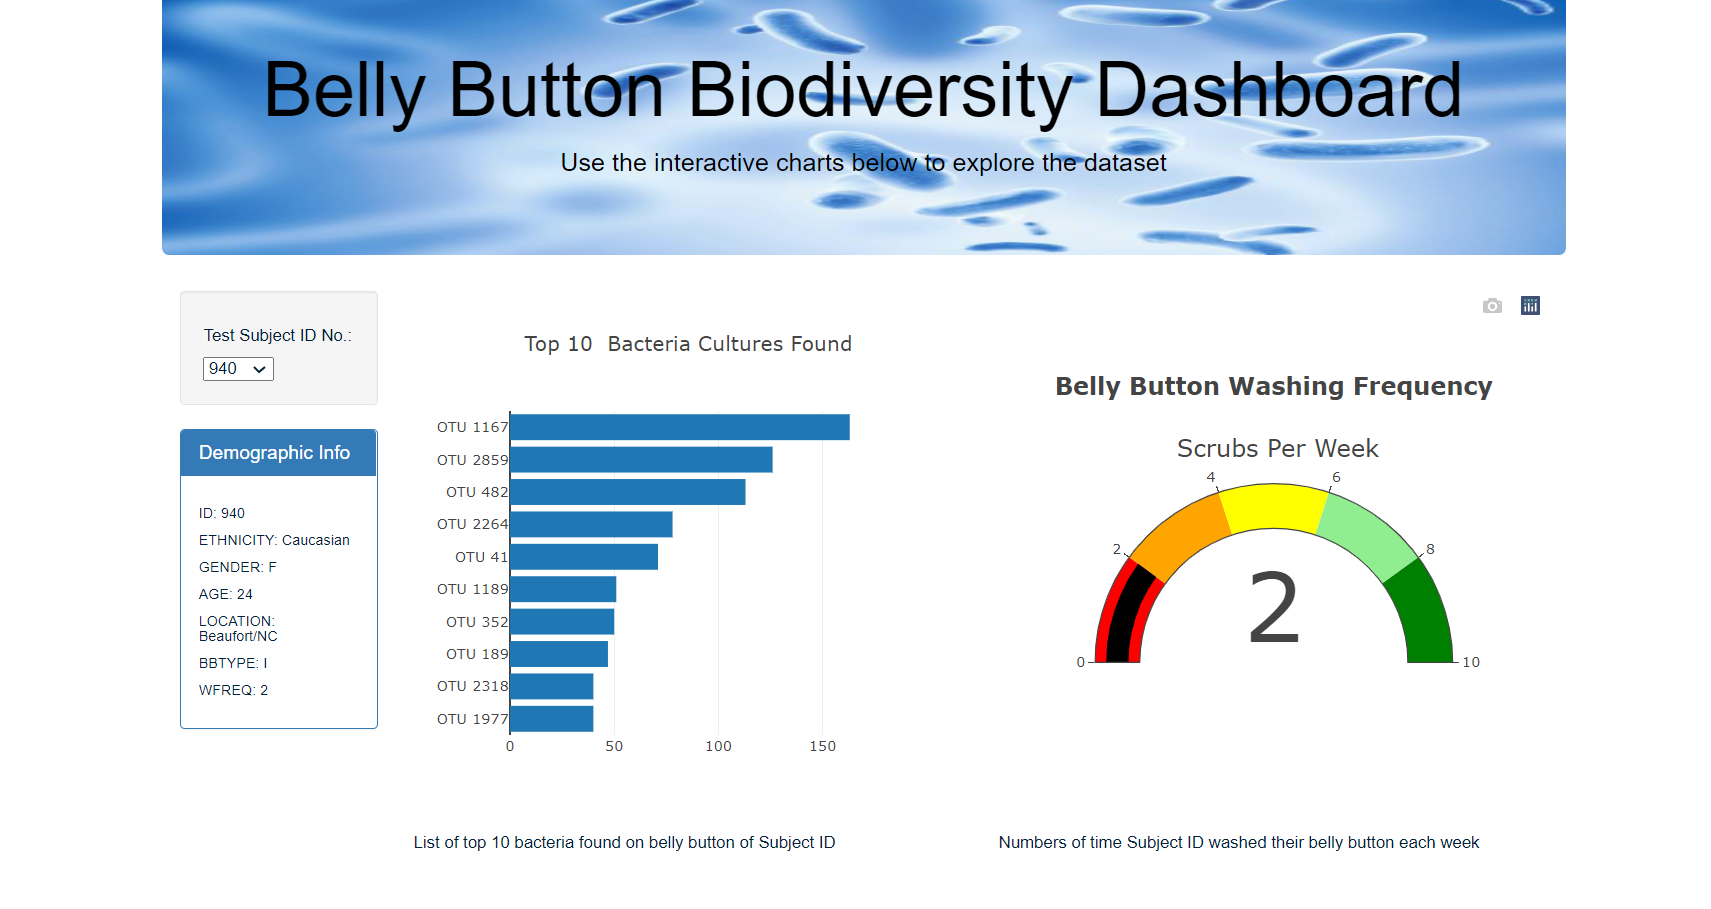 Belly Button Biodiversity Dashboard
Use the interactive charts below to explore the dataset
Test Subject ID No.:
940
Demographic Info
ID: 940
ETHNICITY: Caucasian
GENDER: F
AGE: 24
LOCATION:
Beaufort/NC
BBTYPE: I
WFREQ: 2
Top 10  Bacteria Cultures Found
OTU 1167
OTU 2859
OTU 482
OTU 2264
OTU 41
OTU 1189
OTU 352
OTU 189
OTU 2318
OTU 1977
0 50 100 150
List of top 10 bacteria found on belly button of Subject ID
Belly Button Washing Frequency
Scrubs Per Week
0
2
4
6
8
10
2
Numbers of time Subject ID washed their belly button each week